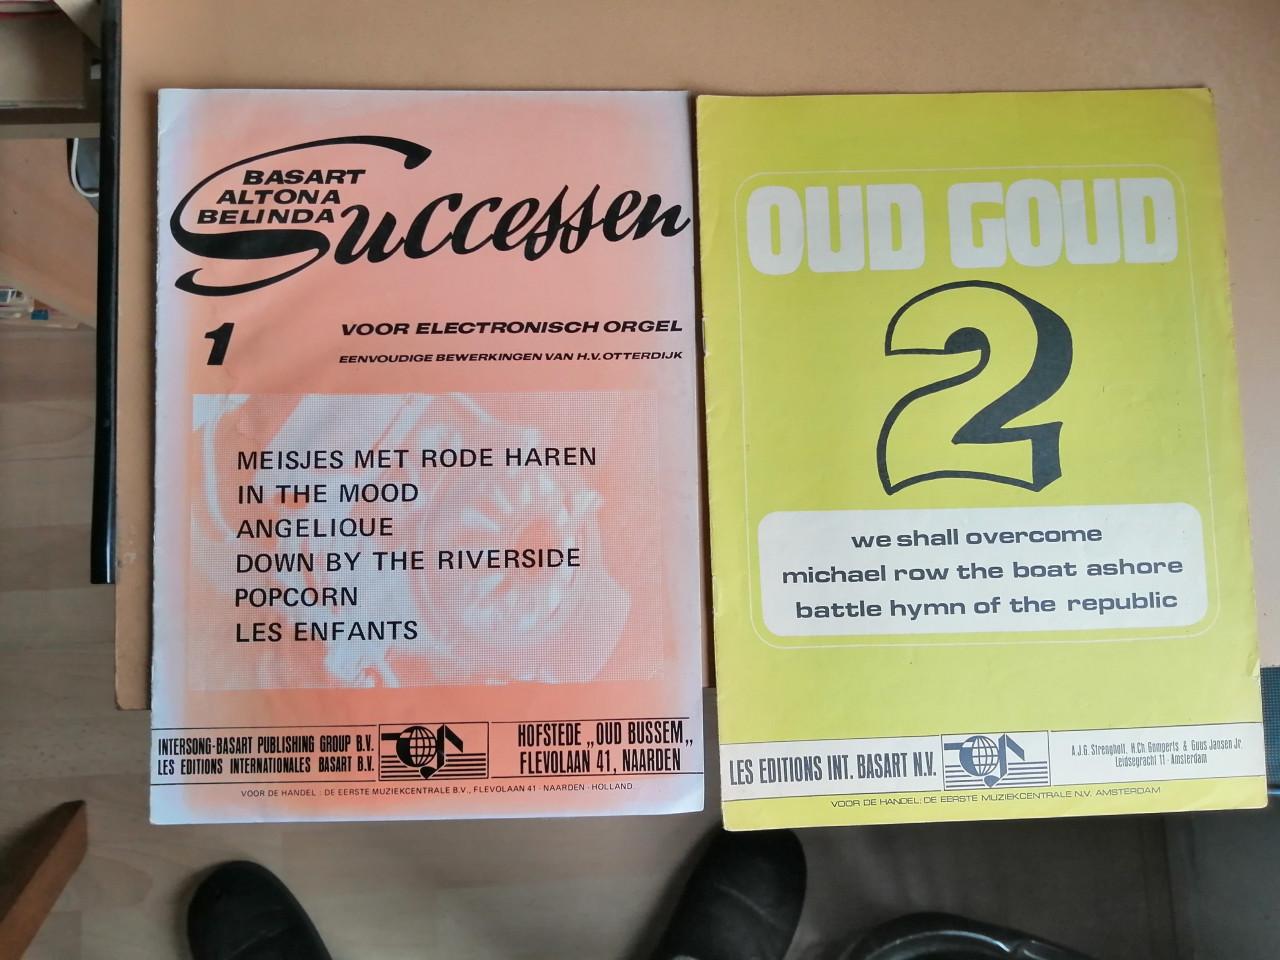 BASART
ALTONA
BELINDA
Successen
1
VOOR ELECTRONISCH ORGEL
EENVOUDIGE BEWERKINGEN VAN H.V. OTTERDIJK
MEISJES MET RODE HAREN
IN THE MOOD
ANGELIQUE
DOWN BY THE RIVERSIDE
POPCORN
LES ENFANTS
INTERSONG-BASART PUBLISHING GROUP B.V.
LES EDITIONS INTERNATIONALES BASART B.V.
HOFSTEDE „OUD BUSSEM„
FLEVOLAAN 41, NAARDEN
VOOR DE HANDEL : DE EERSTE MUZIEKCENTRALE B.V., FLEVOLAAN 41 - NAARDEN - HOLLAND
OUD GOUD
2
we shall overcome
michael row the boat ashore
battle hymn of the republic
LES EDITIONS INT. BASART N.V.
A.J.G. Strengholt, H.Ch. Gomperts & Guus Jansen Jr.
Leidsegracht 11 - Amsterdam
VOOR DE HANDEL: DE EERSTE MUZIEKCENTRALE N.V. AMSTERDAM